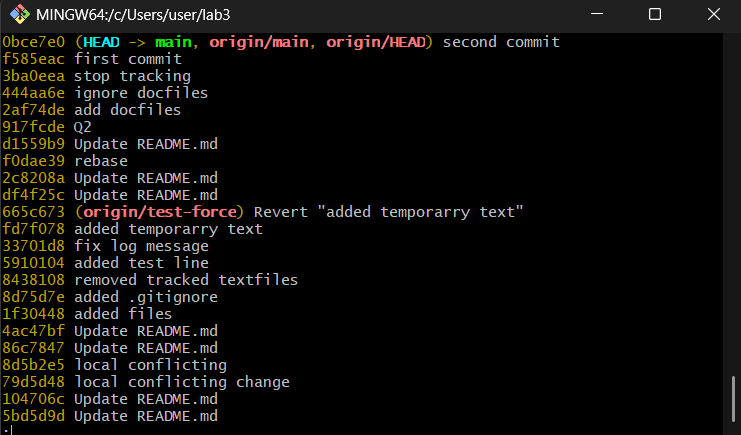 MINGW64:/c/Users/user/lab3
0bce7e0 (HEAD -> main, origin/main, origin/HEAD) second commit
f585eac first commit
3ba0eea stop tracking
444aa6e ignore docfiles
2af74de add docfiles
917fcde Q2
d1559b9 Update README.md
f0dae39 rebase
2c8208a Update README.md
df4f25c Update README.md
665c673 (origin/test-force) Revert "added temporarry text"
fd7f078 added temporarry text
33701d8 fix log message
5910104 added test line
8438108 removed tracked textfiles
8d75d7e added .gitignore
1f30448 added files
4ac47bf Update README.md
86c7847 Update README.md
8d5b2e5 local conflicting
79d5d48 local conflicting change
104706c Update README.md
5bd5d9d Update README.md
: